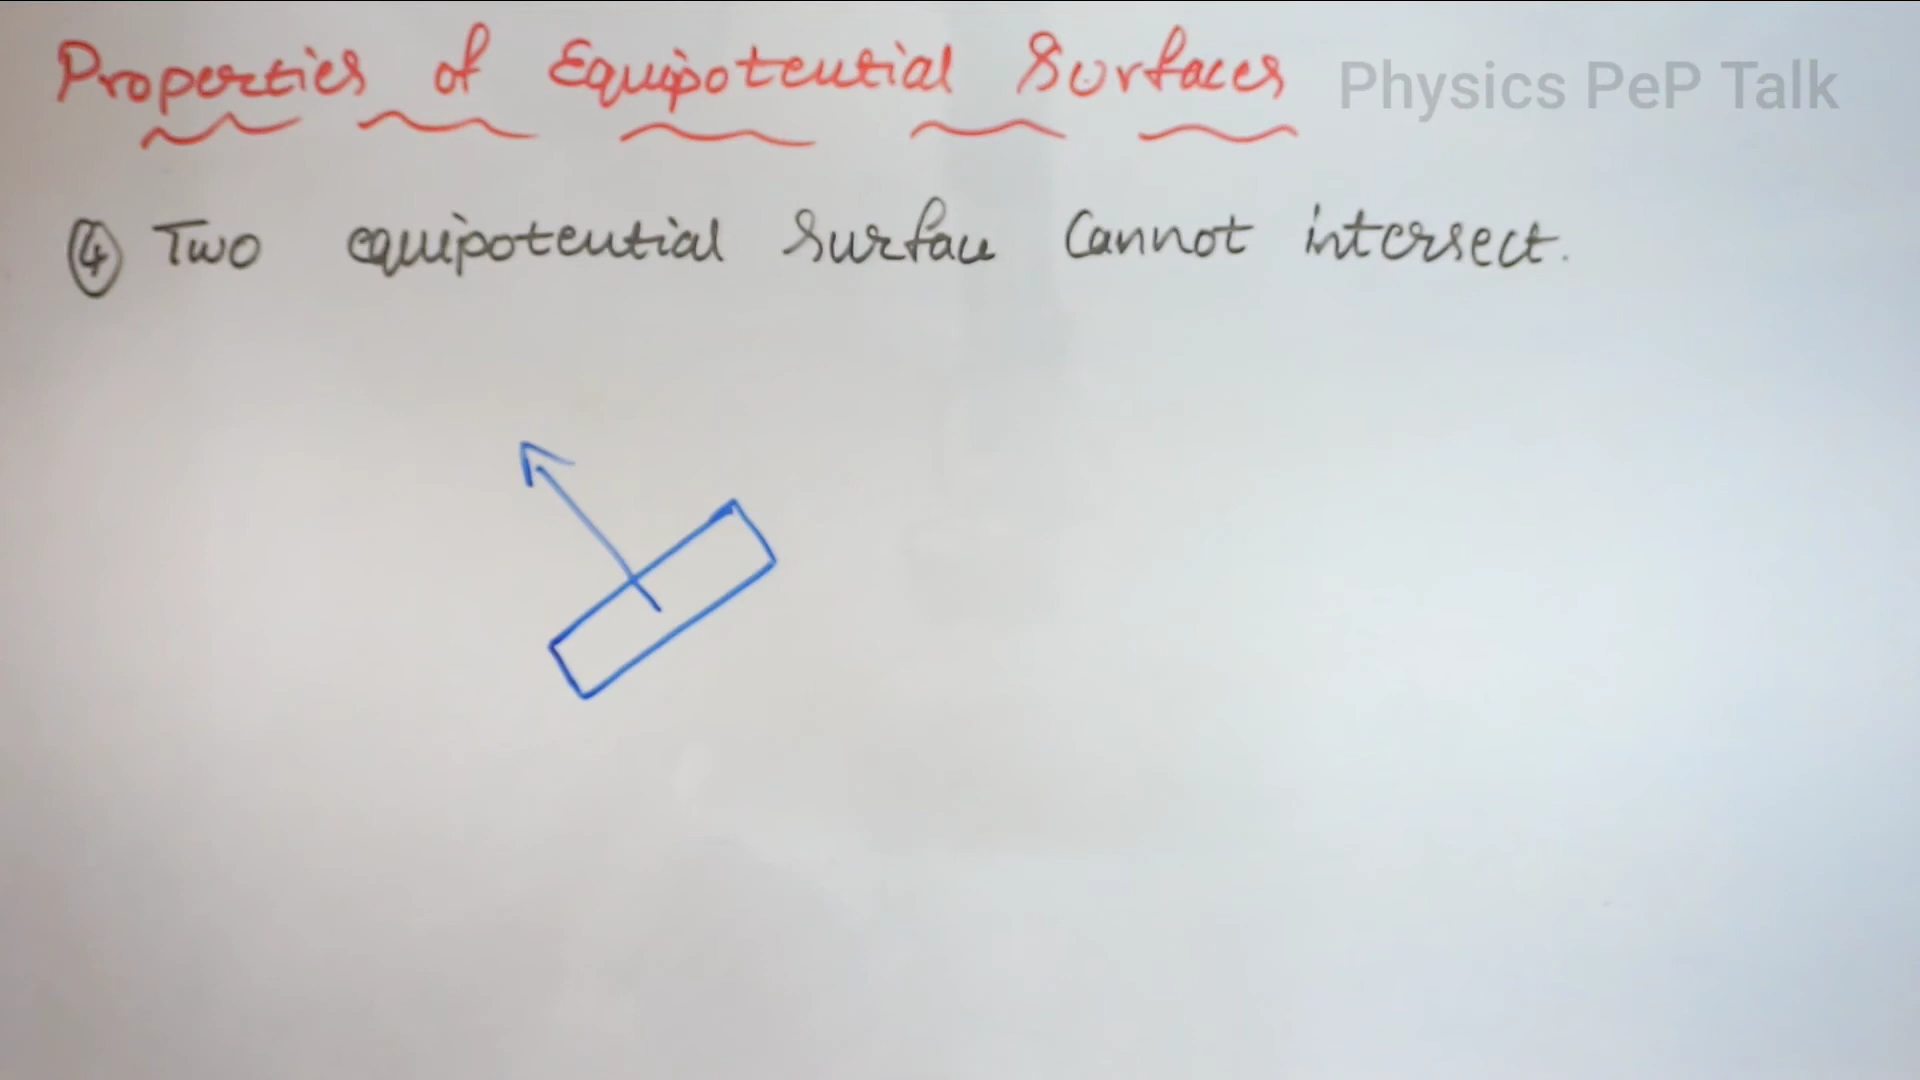 Properties of Equipotential Surfaces Physics PeP Talk
④ Two equipotential surface cannot intersect.